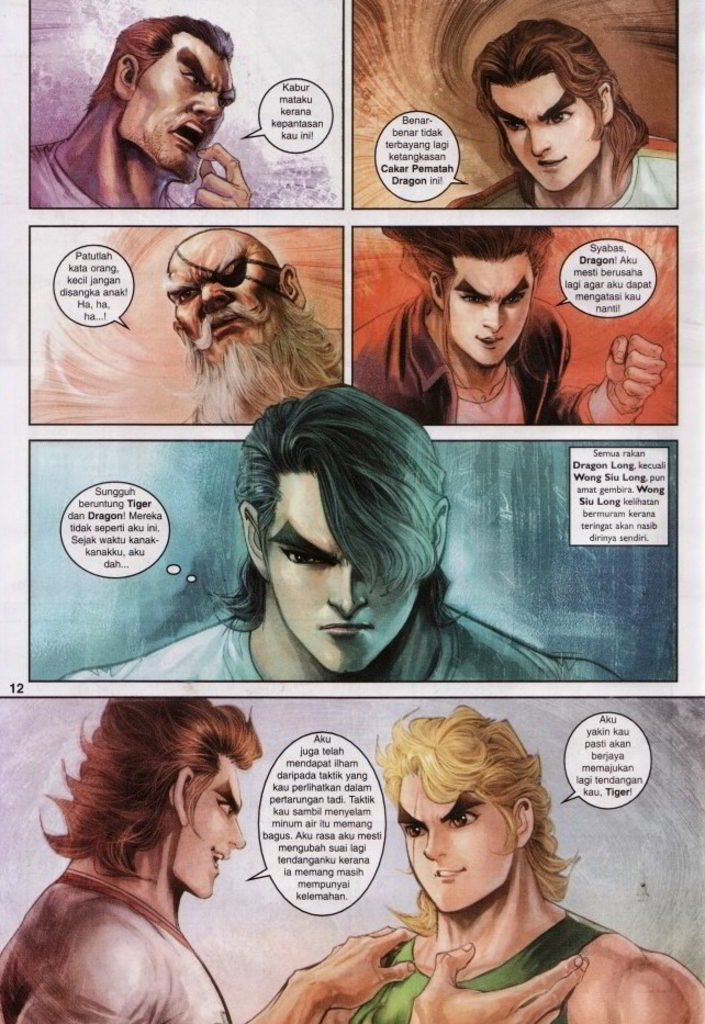 Kabur
mataku
kerana
kepantasan
kau ini!
Benar-
benar tidak
terbayang lagi
ketangkasan
Cakar Pematah
Dragon ini!
Patutlah
kata orang,
kecil jangan
disangka anak!
Ha, ha,
ha...!
Syabas,
Dragon! Aku
mesti berusaha
lagi agar aku dapat
mengatasi kau
nanti!
Sungguh
beruntung Tiger
dan Dragon! Mereka
tidak seperti aku ini.
Sejak waktu kanak-
kanakku, aku
dah...
Semua rakan
Dragon Long, kecuali
Wong Siu Long, pun
amat gembira. Wong
Siu Long kelihatan
bermuram kerana
teringat akan nasib
dirinya sendiri.
12
Aku
juga telah
mendapat ilham
daripada taktik yang
kau perlihatkan dalam
pertarungan tadi. Taktik
kau sambil menyelam
minum air itu memang
bagus. Aku rasa aku mesti
mengubah suai lagi
tendanganku kerana
ia memang masih
mempunyai
kelemahan.
Aku
yakin kau
pasti akan
berjaya
memajukan
lagi tendangan
kau, Tiger!